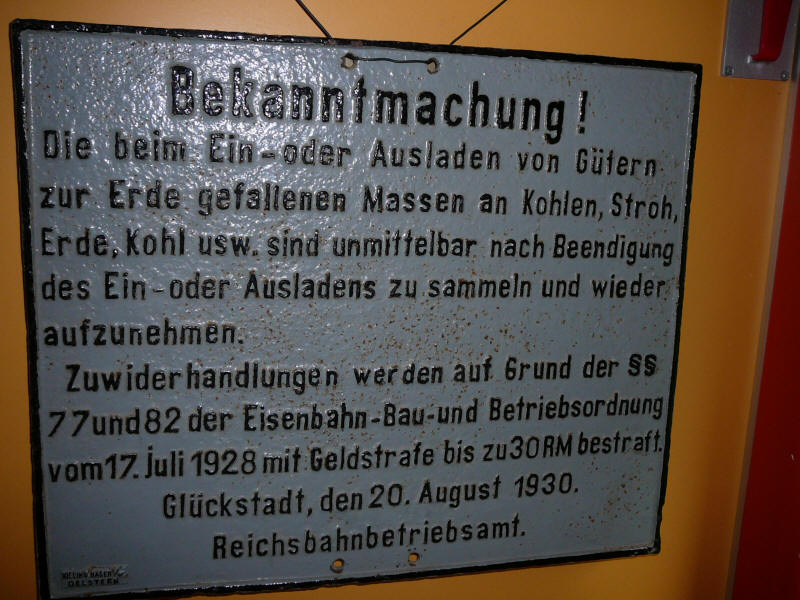 Bekanntmachung!
Die beim Ein-oder Ausladen von Gütern
zur Erde gefallenen Massen an Kohlen, Stroh,
Erde, Kohl usw. sind unmittelbar nach Beendigung
des Ein-oder Ausladens zu sammeln und wieder
aufzunehmen.
Zuwiderhandlungen werden auf Grund der §§
77und82 der Eisenbahn-Bau-und Betriebsordnung
vom17. Juli 1928 mit Geldstrafe bis zu30RM bestraft.
Glückstadt, den 20. August 1930.
Reichsbahnbetriebsamt.
HAGEN
DELSTERN